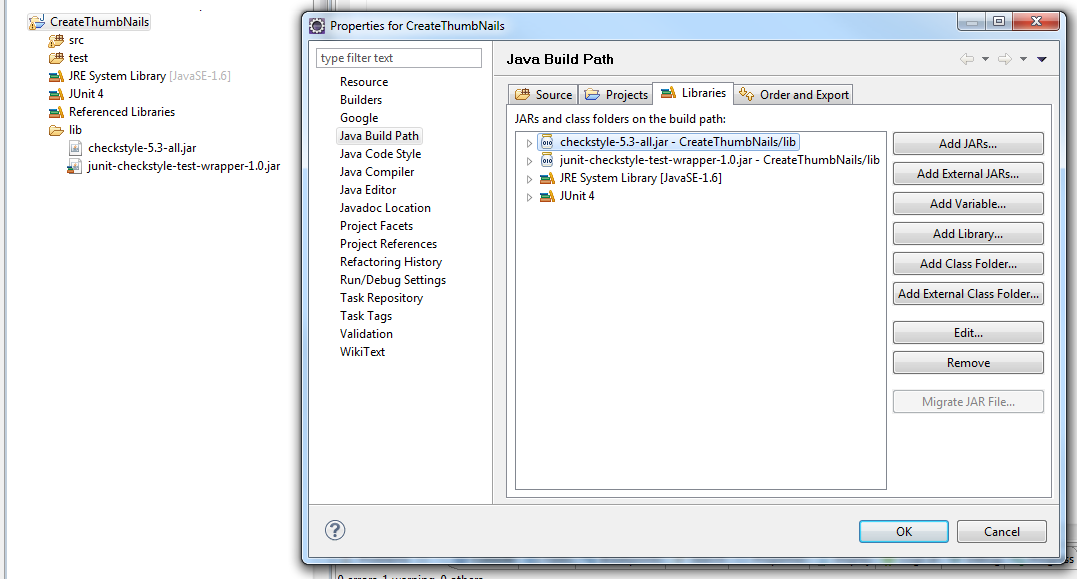 CreateThumbNails
src
test
JRE System Library [JavaSE-1.6]
JUnit 4
Referenced Libraries
lib
checkstyle-5.3-all.jar
junit-checkstyle-test-wrapper-1.0.jar
Properties for CreateThumbNails
type filter text
Resource
Builders
Google
Java Build Path
Java Code Style
Java Compiler
Java Editor
Javadoc Location
Project Facets
Project References
Refactoring History
Run/Debug Settings
Task Repository
Task Tags
Validation
WikiText
Java Build Path
Source Projects Libraries Order and Export
JARs and class folders on the build path:
checkstyle-5.3-all.jar - CreateThumbNails/lib
junit-checkstyle-test-wrapper-1.0.jar - CreateThumbNails/lib
JRE System Library [JavaSE-1.6]
JUnit 4
Add JARs...
Add External JARs...
Add Variable...
Add Library...
Add Class Folder...
Add External Class Folder...
Edit...
Remove
Migrate JAR File...
OK Cancel
0 errors, 1 warning, 0 others